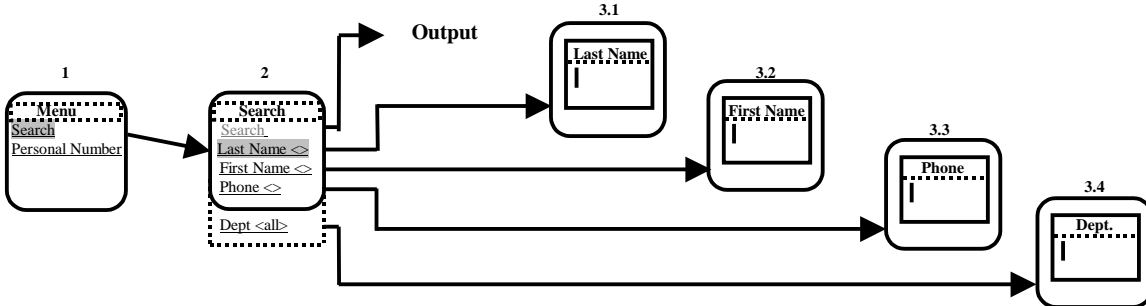 1
Menu
Search
Personal Number
2
Search
Search
Last Name <>
First Name <>
Phone <>
Dept <all>
Output
3.1
Last Name
3.2
First Name
3.3
Phone
3.4
Dept.